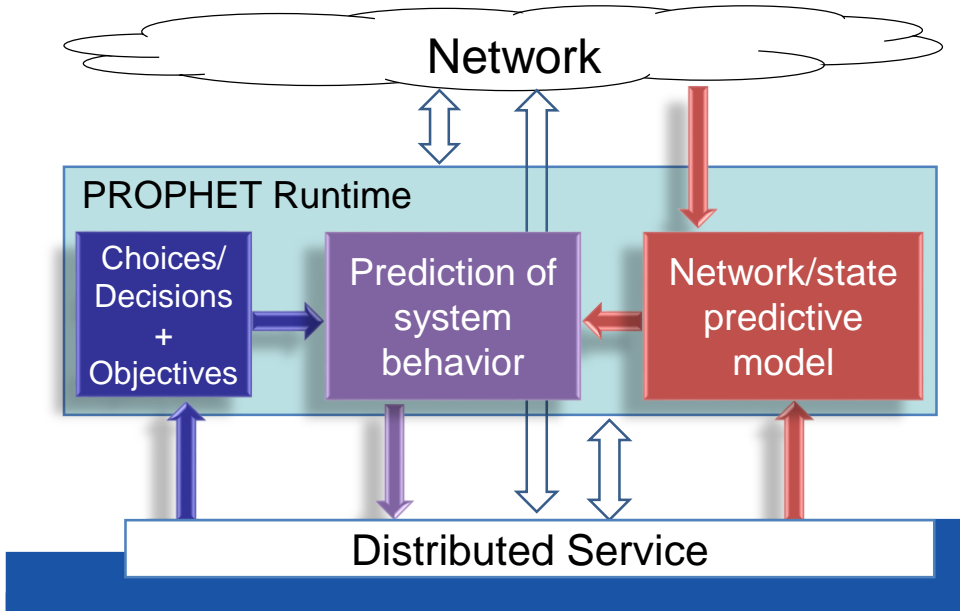 Network
PROPHET Runtime
Choices/
Decisions
+
Objectives
Prediction of
system
behavior
Network/state
predictive
model
Distributed Service